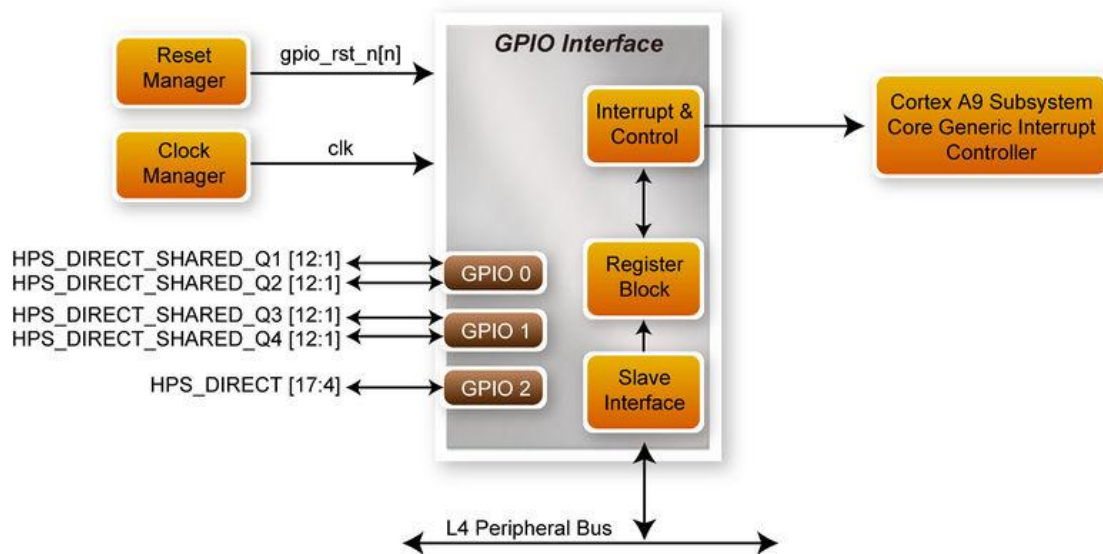 GPIO Interface
Reset
Manager
gpio_rst_n[n]
Clock
Manager
clk
Interrupt &
Control
Cortex A9 Subsystem
Core Generic Interrupt
Controller
HPS_DIRECT_SHARED_Q1 [12:1]
HPS_DIRECT_SHARED_Q2 [12:1]
GPIO 0
HPS_DIRECT_SHARED_Q3 [12:1]
HPS_DIRECT_SHARED_Q4 [12:1]
GPIO 1
HPS_DIRECT [17:4]
GPIO 2
Register
Block
Slave
Interface
L4 Peripheral Bus